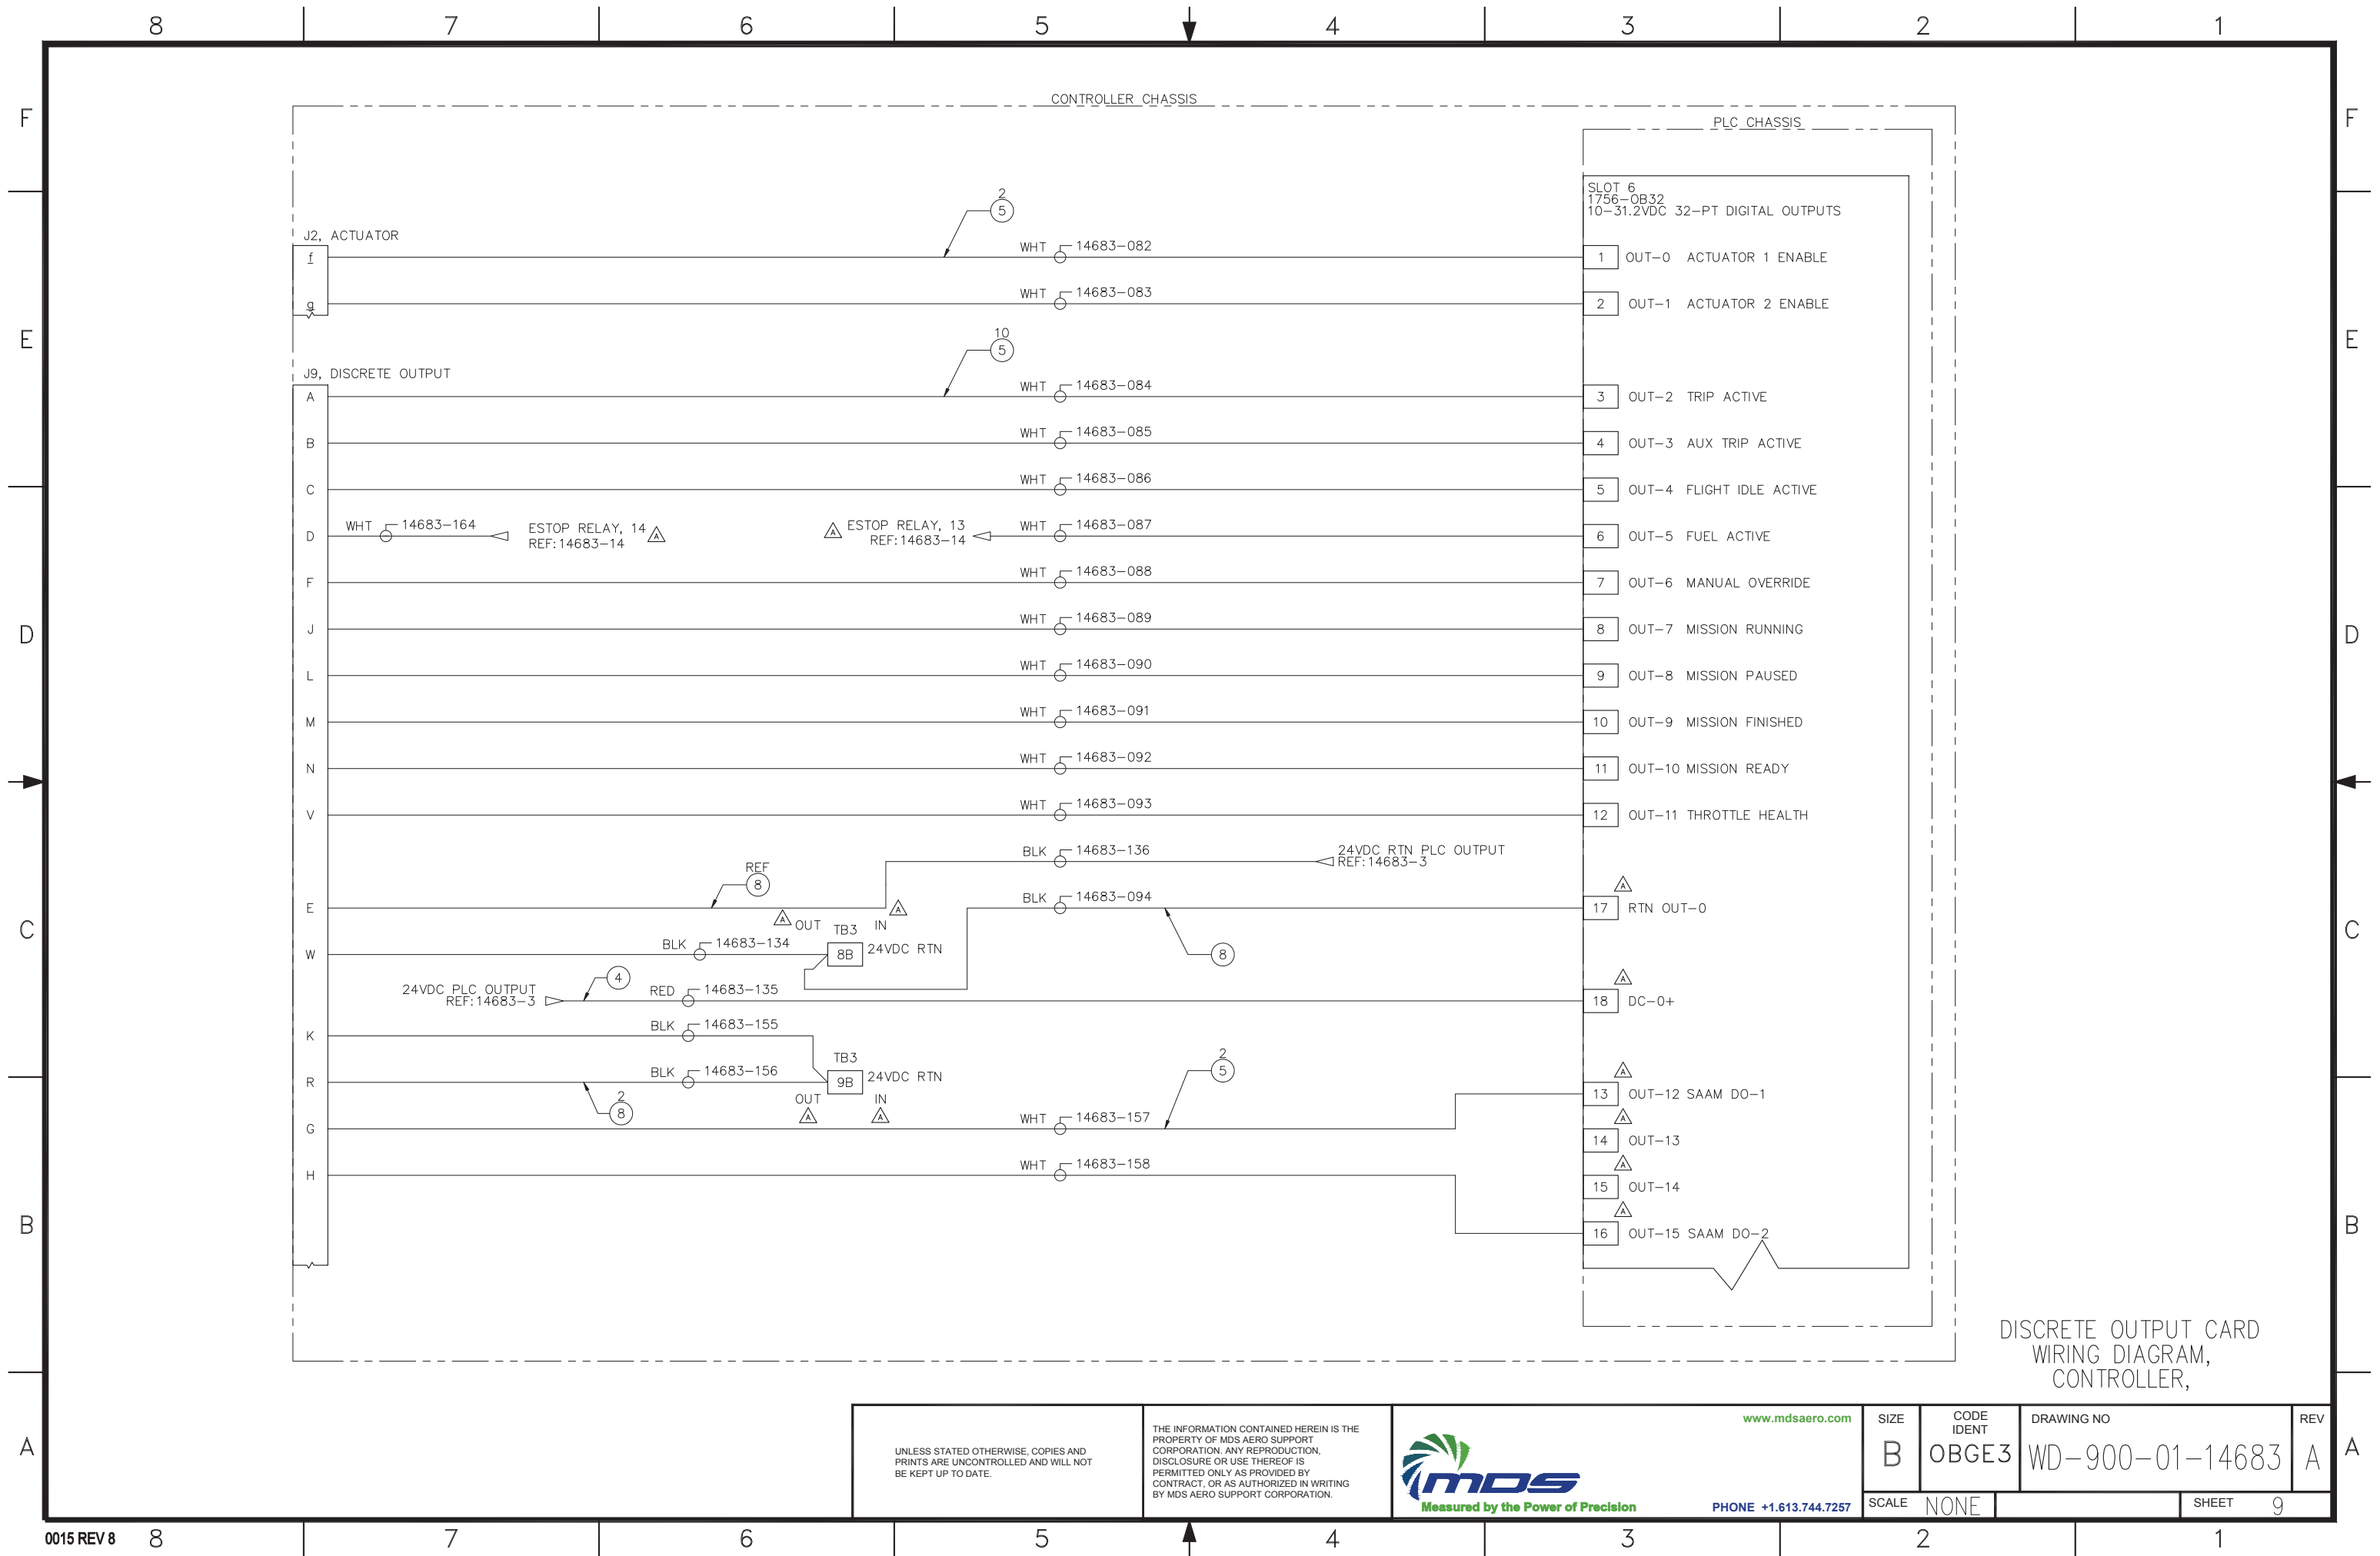 8 7 6 5 4 3 2 1
F F
E E
D D
C C
B B
A A
CONTROLLER CHASSIS
PLC CHASSIS
SLOT 6
1756-OB32
10-31.2VDC 32-PT DIGITAL OUTPUTS
2
5
J2, ACTUATOR
f WHT 14683-082 1 OUT-0 ACTUATOR 1 ENABLE
g WHT 14683-083 2 OUT-1 ACTUATOR 2 ENABLE
10
5
J9, DISCRETE OUTPUT
A WHT 14683-084 3 OUT-2 TRIP ACTIVE
B WHT 14683-085 4 OUT-3 AUX TRIP ACTIVE
C WHT 14683-086 5 OUT-4 FLIGHT IDLE ACTIVE
D WHT 14683-164 ESTOP RELAY, 14 A ESTOP RELAY, 13 A WHT 14683-087 6 OUT-5 FUEL ACTIVE
REF:14683-14 REF:14683-14
F WHT 14683-088 7 OUT-6 MANUAL OVERRIDE
J WHT 14683-089 8 OUT-7 MISSION RUNNING
L WHT 14683-090 9 OUT-8 MISSION PAUSED
M WHT 14683-091 10 OUT-9 MISSION FINISHED
N WHT 14683-092 11 OUT-10 MISSION READY
V WHT 14683-093 12 OUT-11 THROTTLE HEALTH
BLK 14683-136 24VDC RTN PLC OUTPUT
REF:14683-3
REF
8
A
E BLK 14683-094 17 RTN OUT-0
A OUT IN A
TB3
W BLK 14683-134 8B 24VDC RTN 8
4 A
24VDC PLC OUTPUT RED 14683-135 18 DC-0+
REF:14683-3
K BLK 14683-155
TB3
2
5
A
R BLK 14683-156 9B 24VDC RTN
13 OUT-12 SAAM DO-1
2
8
OUT IN
A A A
G WHT 14683-157
14 OUT-13
A
H WHT 14683-158
15 OUT-14
A
16 OUT-15 SAAM DO-2
DISCRETE OUTPUT CARD
WIRING DIAGRAM,
CONTROLLER,
UNLESS STATED OTHERWISE, COPIES AND
PRINTS ARE UNCONTROLLED AND WILL NOT
BE KEPT UP TO DATE.
THE INFORMATION CONTAINED HEREIN IS THE
PROPERTY OF MDS AERO SUPPORT
CORPORATION. ANY REPRODUCTION,
DISCLOSURE OR USE THEREOF IS
PERMITTED ONLY AS PROVIDED BY
CONTRACT, OR AS AUTHORIZED IN WRITING
BY MDS AERO SUPPORT CORPORATION.
www.mdsaero.com
MDS
Measured by the Power of Precision
PHONE +1.613.744.7257
SIZE
B
CODE
IDENT
OBGE3
DRAWING NO
WD-900-01-14683
REV
A
SCALE NONE
SHEET 9
0015 REV 8
8 7 6 5 4 3 2 1